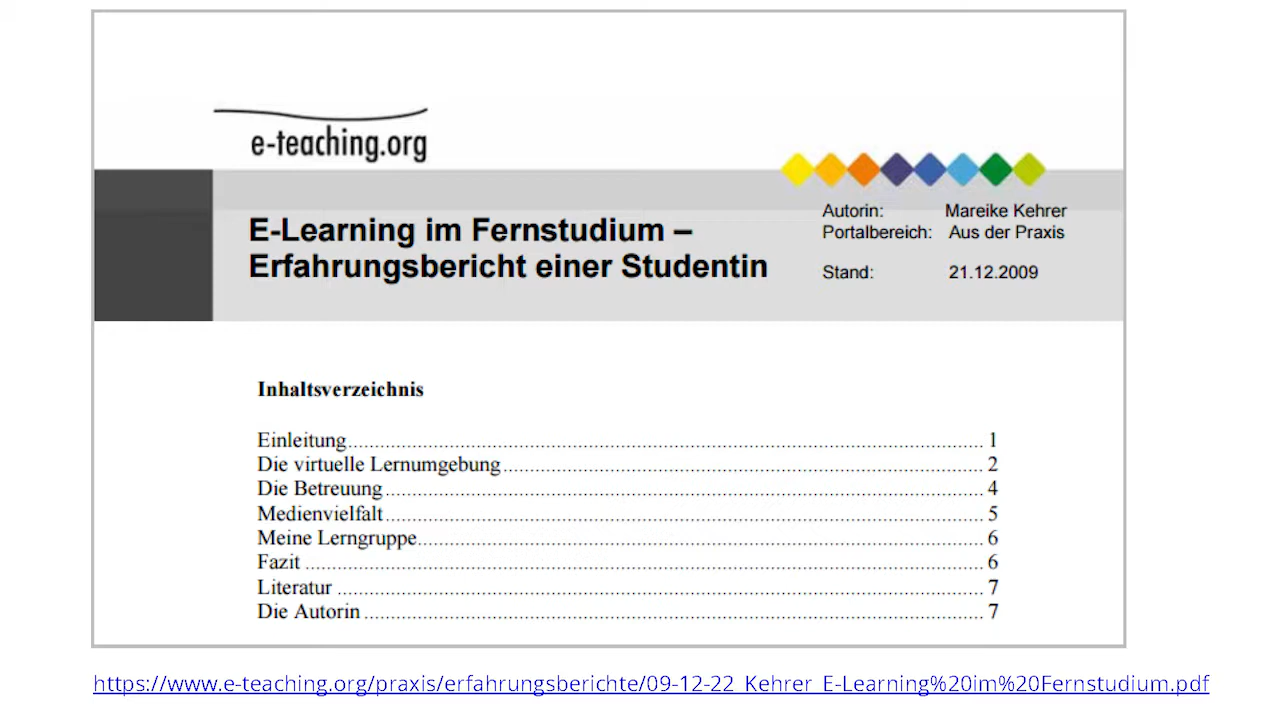 e-teaching.org
E-Learning im Fernstudium –
Erfahrungsbericht einer Studentin
Autorin: Mareike Kehrer
Portalbereich: Aus der Praxis
Stand: 21.12.2009
Inhaltsverzeichnis
Einleitung 1
Die virtuelle Lernumgebung 2
Die Betreuung 4
Medienvielfalt 5
Meine Lerngruppe 6
Fazit 6
Literatur 7
Die Autorin 7
https://www.e-teaching.org/praxis/erfahrungsberichte/09-12-22_Kehrer_E-Learning%20im%20Fernstudium.pdf